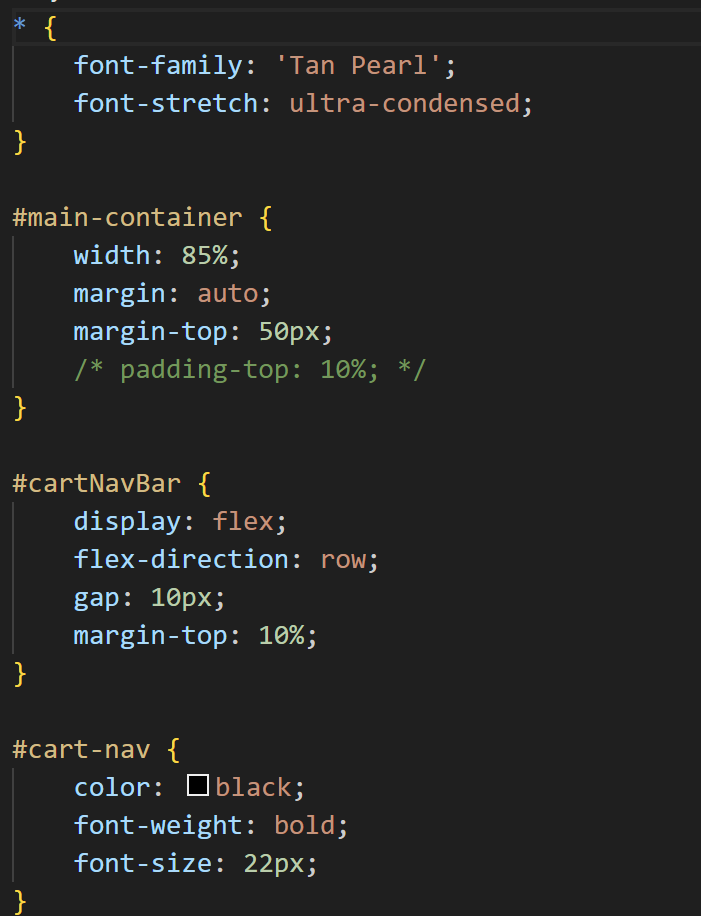 * {
    font-family: 'Tan Pearl';
    font-stretch: ultra-condensed;
}

#main-container {
    width: 85%;
    margin: auto;
    margin-top: 50px;
    /* padding-top: 10%; */
}

#cartNavBar {
    display: flex;
    flex-direction: row;
    gap: 10px;
    margin-top: 10%;
}

#cart-nav {
    color: black;
    font-weight: bold;
    font-size: 22px;
}